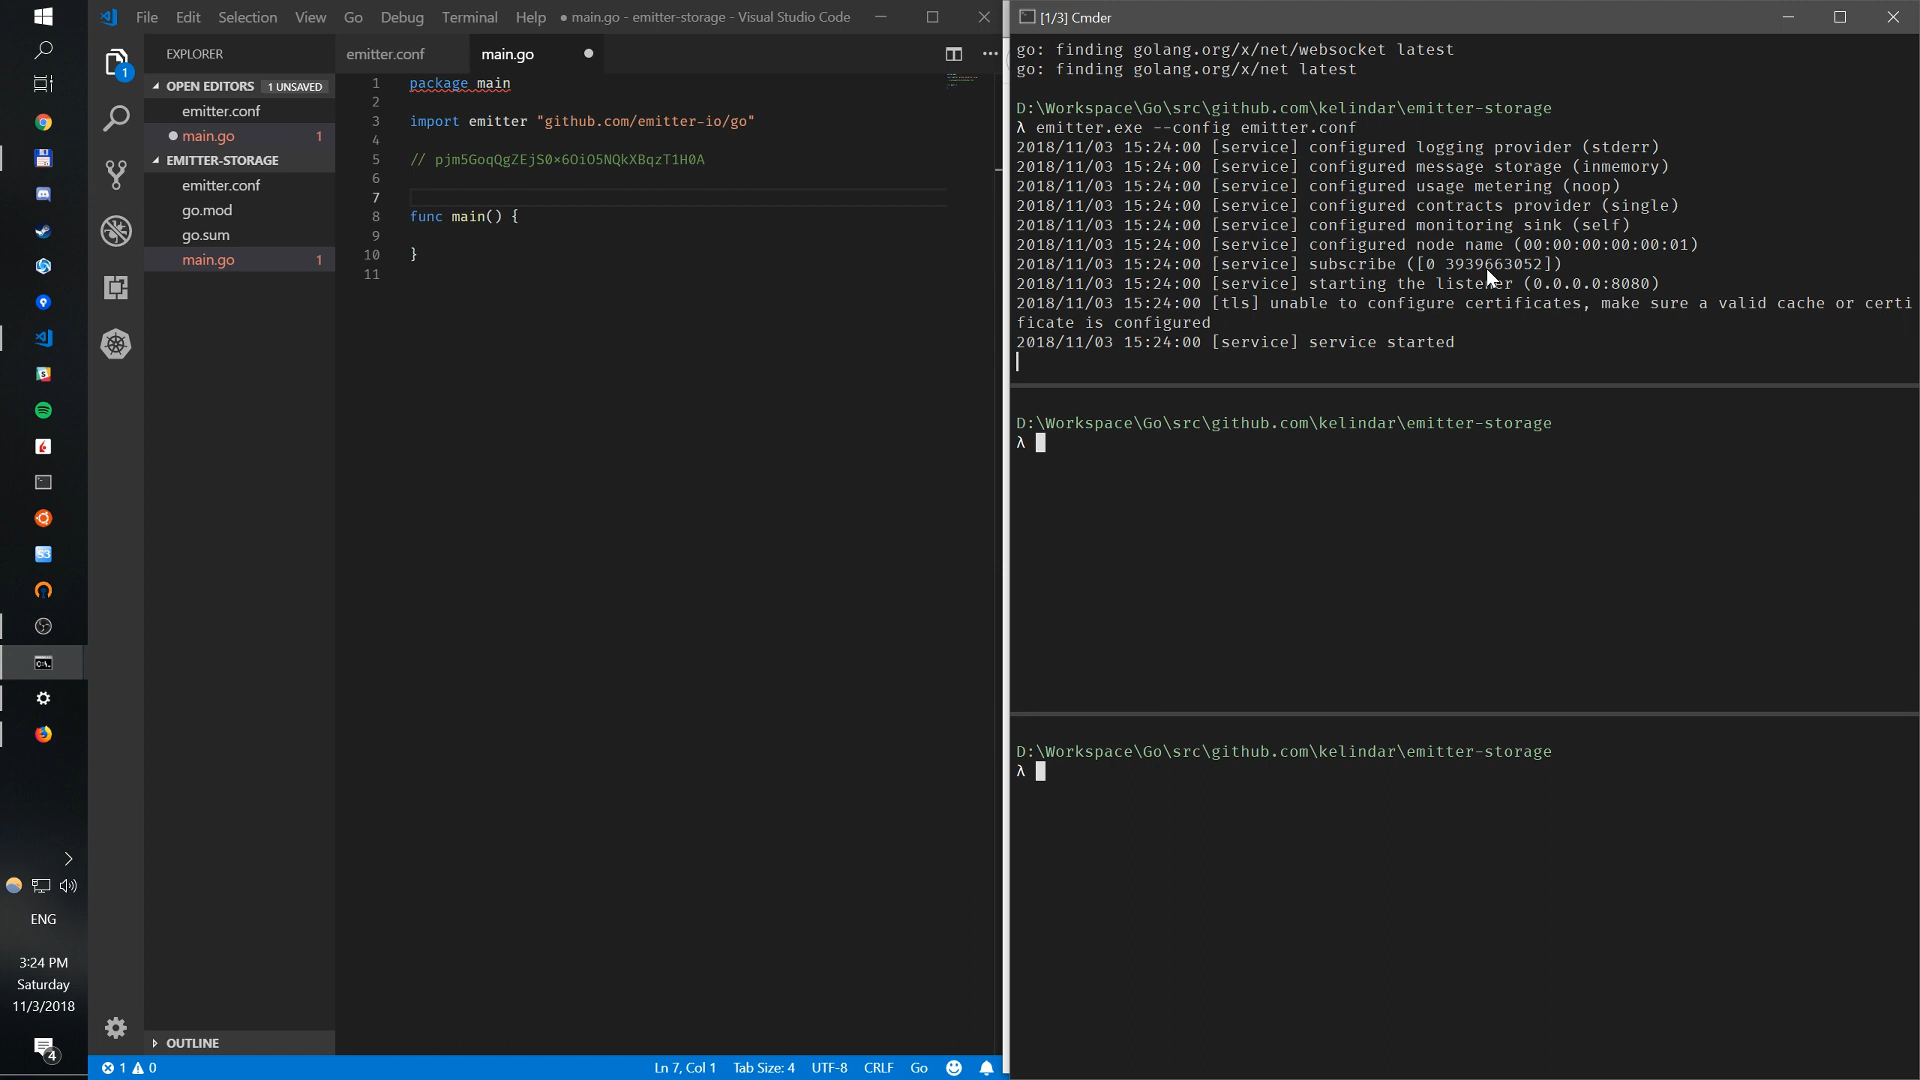 File Edit Selection View Go Debug Terminal Help ● main.go - emitter-storage - Visual Studio Code
EXPLORER
OPEN EDITORS 1 UNSAVED
emitter.conf
main.go 1
EMITTER-STORAGE
emitter.conf
go.mod
go.sum
main.go 1
OUTLINE
1
emitter.conf main.go
1 package main
2
3 import emitter "github.com/emitter-io/go"
4
5 // pjm5GoqQgZEjS0x6OiO5NQkXBqzT1H0A
6
7
8 func main() {
9
10 }
11
1 0
Ln 7, Col 1 Tab Size: 4 UTF-8 CRLF Go
S3
ENG
3:24 PM
Saturday
11/3/2018
4
[1/3] Cmder
go: finding golang.org/x/net/websocket latest
go: finding golang.org/x/net latest
D:\Workspace\Go\src\github.com\kelindar\emitter-storage
λ emitter.exe --config emitter.conf
2018/11/03 15:24:00 [service] configured logging provider (stderr)
2018/11/03 15:24:00 [service] configured message storage (inmemory)
2018/11/03 15:24:00 [service] configured usage metering (noop)
2018/11/03 15:24:00 [service] configured contracts provider (single)
2018/11/03 15:24:00 [service] configured monitoring sink (self)
2018/11/03 15:24:00 [service] configured node name (00:00:00:00:00:01)
2018/11/03 15:24:00 [service] subscribe ([0 3939663052])
2018/11/03 15:24:00 [service] starting the listener (0.0.0.0:8080)
2018/11/03 15:24:00 [tls] unable to configure certificates, make sure a valid cache or certi
ficate is configured
2018/11/03 15:24:00 [service] service started
D:\Workspace\Go\src\github.com\kelindar\emitter-storage
λ
D:\Workspace\Go\src\github.com\kelindar\emitter-storage
λ